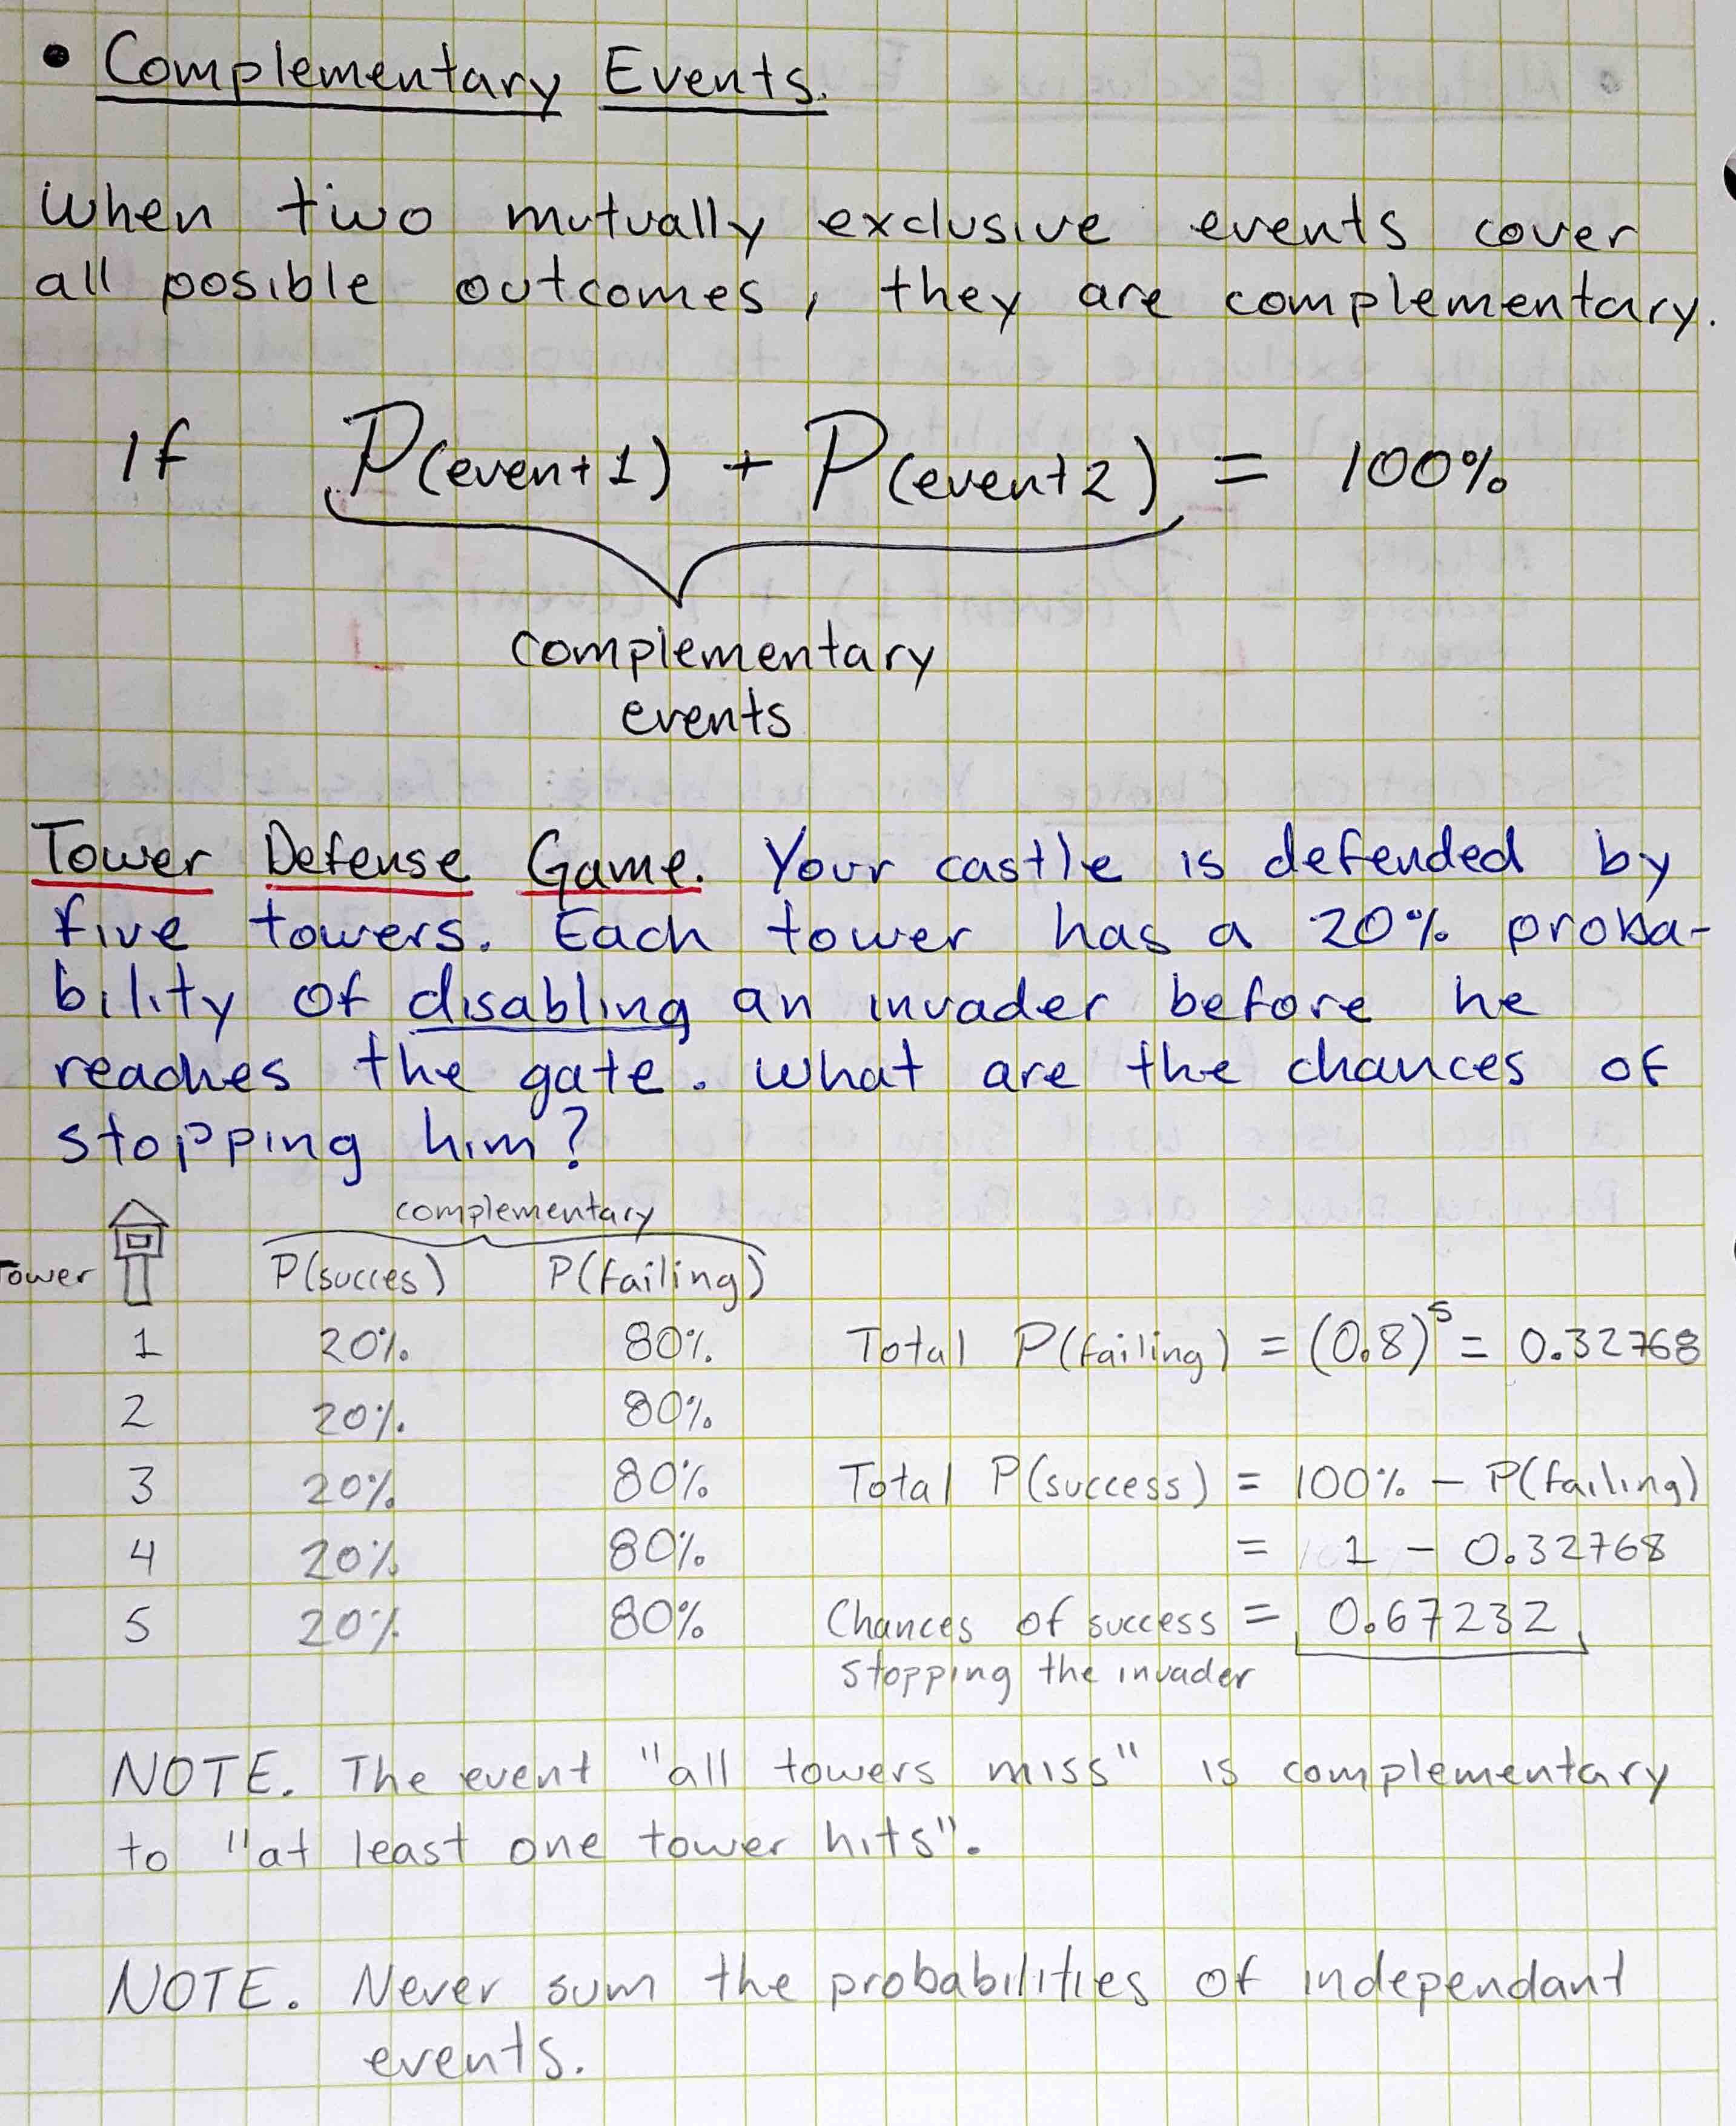 • Complementary Events.
When two mutually exclusive events cover
all posible outcomes, they are complementary.
If P(event 1) + P(event 2) = 100%
complementary
events
Tower Defense Game. Your castle is defended by
five towers. Each tower has a 20% proba-
bility of disabling an invader before he
reaches the gate. What are the chances of
stopping him?
complementary
Tower P(succes) P(failing)
1 20% 80% Total P(failing) = (0.8)^5 = 0.32768
2 20% 80%
3 20% 80% Total P(success) = 100% - P(failing)
4 20% 80% = 1 - 0.32768
5 20% 80% Chances of success = 0.67232
stopping the invader
NOTE. The event "all towers miss" is complementary
to "at least one tower hits".
NOTE. Never sum the probabilities of independant
events.